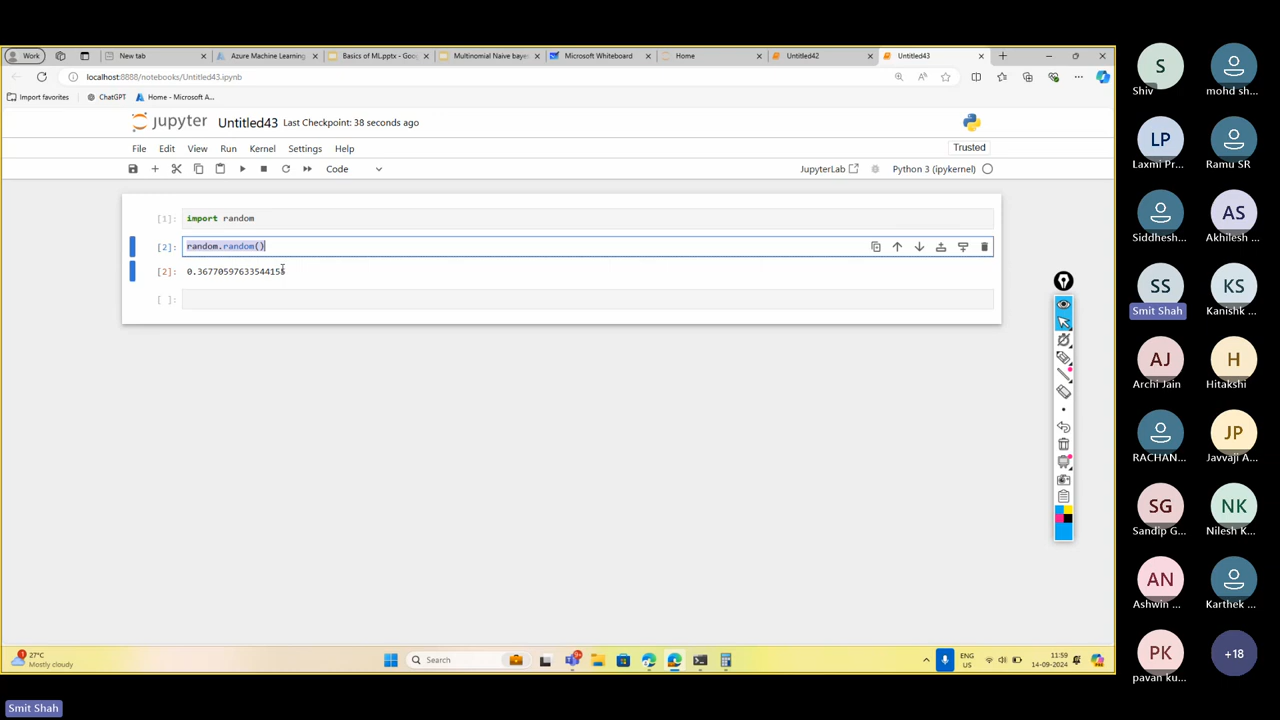 Work
New tab
Azure Machine Learning
Basics of ML.pptx - Goo
Multinomial Naive baye
Microsoft Whiteboard
Home
Untitled42
Untitled43
localhost:8888/notebooks/Untitled43.ipynb
Import favorites
ChatGPT
Home - Microsoft A...
jupyter Untitled43 Last Checkpoint: 38 seconds ago
File Edit View Run Kernel Settings Help
Trusted
Code
JupyterLab
Python 3 (ipykernel)
[1]: import random
[2]: random.random()
[2]: 0.3677059763354415
[ ]:
27°C
Mostly cloudy
Search
ENG
US
11:59
14-09-2024
S
Shiv
mohd sh...
LP
Laxmi Pr...
Ramu SR
Siddhesh...
AS
Akhilesh ...
SS
Smit Shah
KS
Kanishk ...
AJ
Archi Jain
H
Hitakshi
RACHAN...
JP
Javvaji A...
SG
Sandip G...
NK
Nilesh K...
AN
Ashwin ...
Karthek ...
PK
pavan ku...
+18
Smit Shah